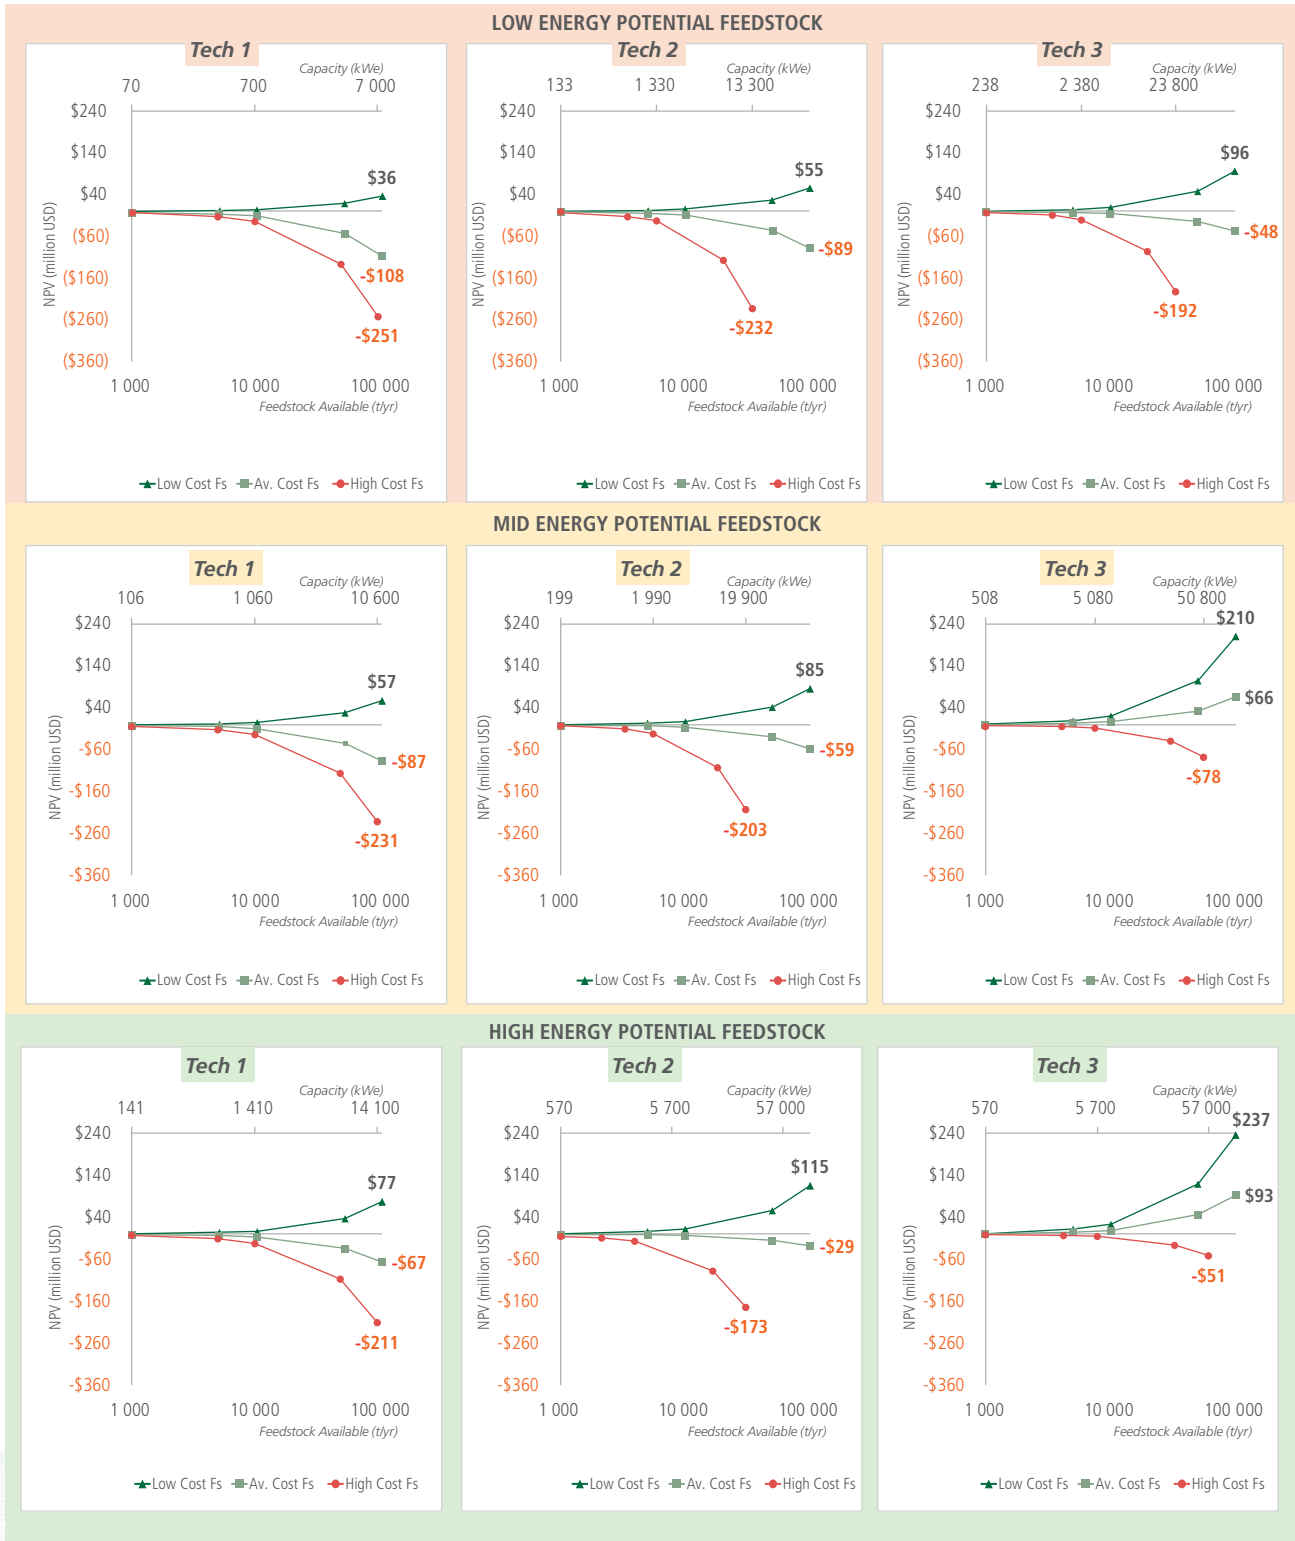 LOW ENERGY POTENTIAL FEEDSTOCK
Tech 1
Capacity (kWe)
70 700 7 000
$240
$140
$40
($60)
($160)
($260)
($360)
NPV (million USD)
$36
-$108
-$251
1 000 10 000 100 000
Feedstock Available (t/yr)
Low Cost Fs Av. Cost Fs High Cost Fs
Tech 2
Capacity (kWe)
133 1 330 13 300
$240
$140
$40
($60)
($160)
($260)
($360)
NPV (million USD)
$55
-$89
-$232
1 000 10 000 100 000
Feedstock Available (t/yr)
Low Cost Fs Av. Cost Fs High Cost Fs
Tech 3
Capacity (kWe)
238 2 380 23 800
$240
$140
$40
($60)
($160)
($260)
($360)
NPV (million USD)
$96
-$48
-$192
1 000 10 000 100 000
Feedstock Available (t/yr)
Low Cost Fs Av. Cost Fs High Cost Fs
MID ENERGY POTENTIAL FEEDSTOCK
Tech 1
Capacity (kWe)
106 1 060 10 600
$240
$140
$40
-$60
-$160
-$260
-$360
NPV (million USD)
$57
-$87
-$231
1 000 10 000 100 000
Feedstock Available (t/yr)
Low Cost Fs Av. Cost Fs High Cost Fs
Tech 2
Capacity (kWe)
199 1 990 19 900
$240
$140
$40
-$60
-$160
-$260
-$360
NPV (million USD)
$85
-$59
-$203
1 000 10 000 100 000
Feedstock Available (t/yr)
Low Cost Fs Av. Cost Fs High Cost Fs
Tech 3
Capacity (kWe)
508 5 080 50 800
$240
$140
$40
-$60
-$160
-$260
-$360
NPV (million USD)
$210
$66
-$78
1 000 10 000 100 000
Feedstock Available (t/yr)
Low Cost Fs Av. Cost Fs High Cost Fs
HIGH ENERGY POTENTIAL FEEDSTOCK
Tech 1
Capacity (kWe)
141 1 410 14 100
$240
$140
$40
-$60
-$160
-$260
-$360
NPV (million USD)
$77
-$67
-$211
1 000 10 000 100 000
Feedstock Available (t/yr)
Low Cost Fs Av. Cost Fs High Cost Fs
Tech 2
Capacity (kWe)
570 5 700 57 000
$240
$140
$40
-$60
-$160
-$260
-$360
NPV (million USD)
$115
-$29
-$173
1 000 10 000 100 000
Feedstock Available (t/yr)
Low Cost Fs Av. Cost Fs High Cost Fs
Tech 3
Capacity (kWe)
570 5 700 57 000
$240
$140
$40
-$60
-$160
-$260
-$360
NPV (million USD)
$237
$93
-$51
1 000 10 000 100 000
Feedstock Available (t/yr)
Low Cost Fs Av. Cost Fs High Cost Fs